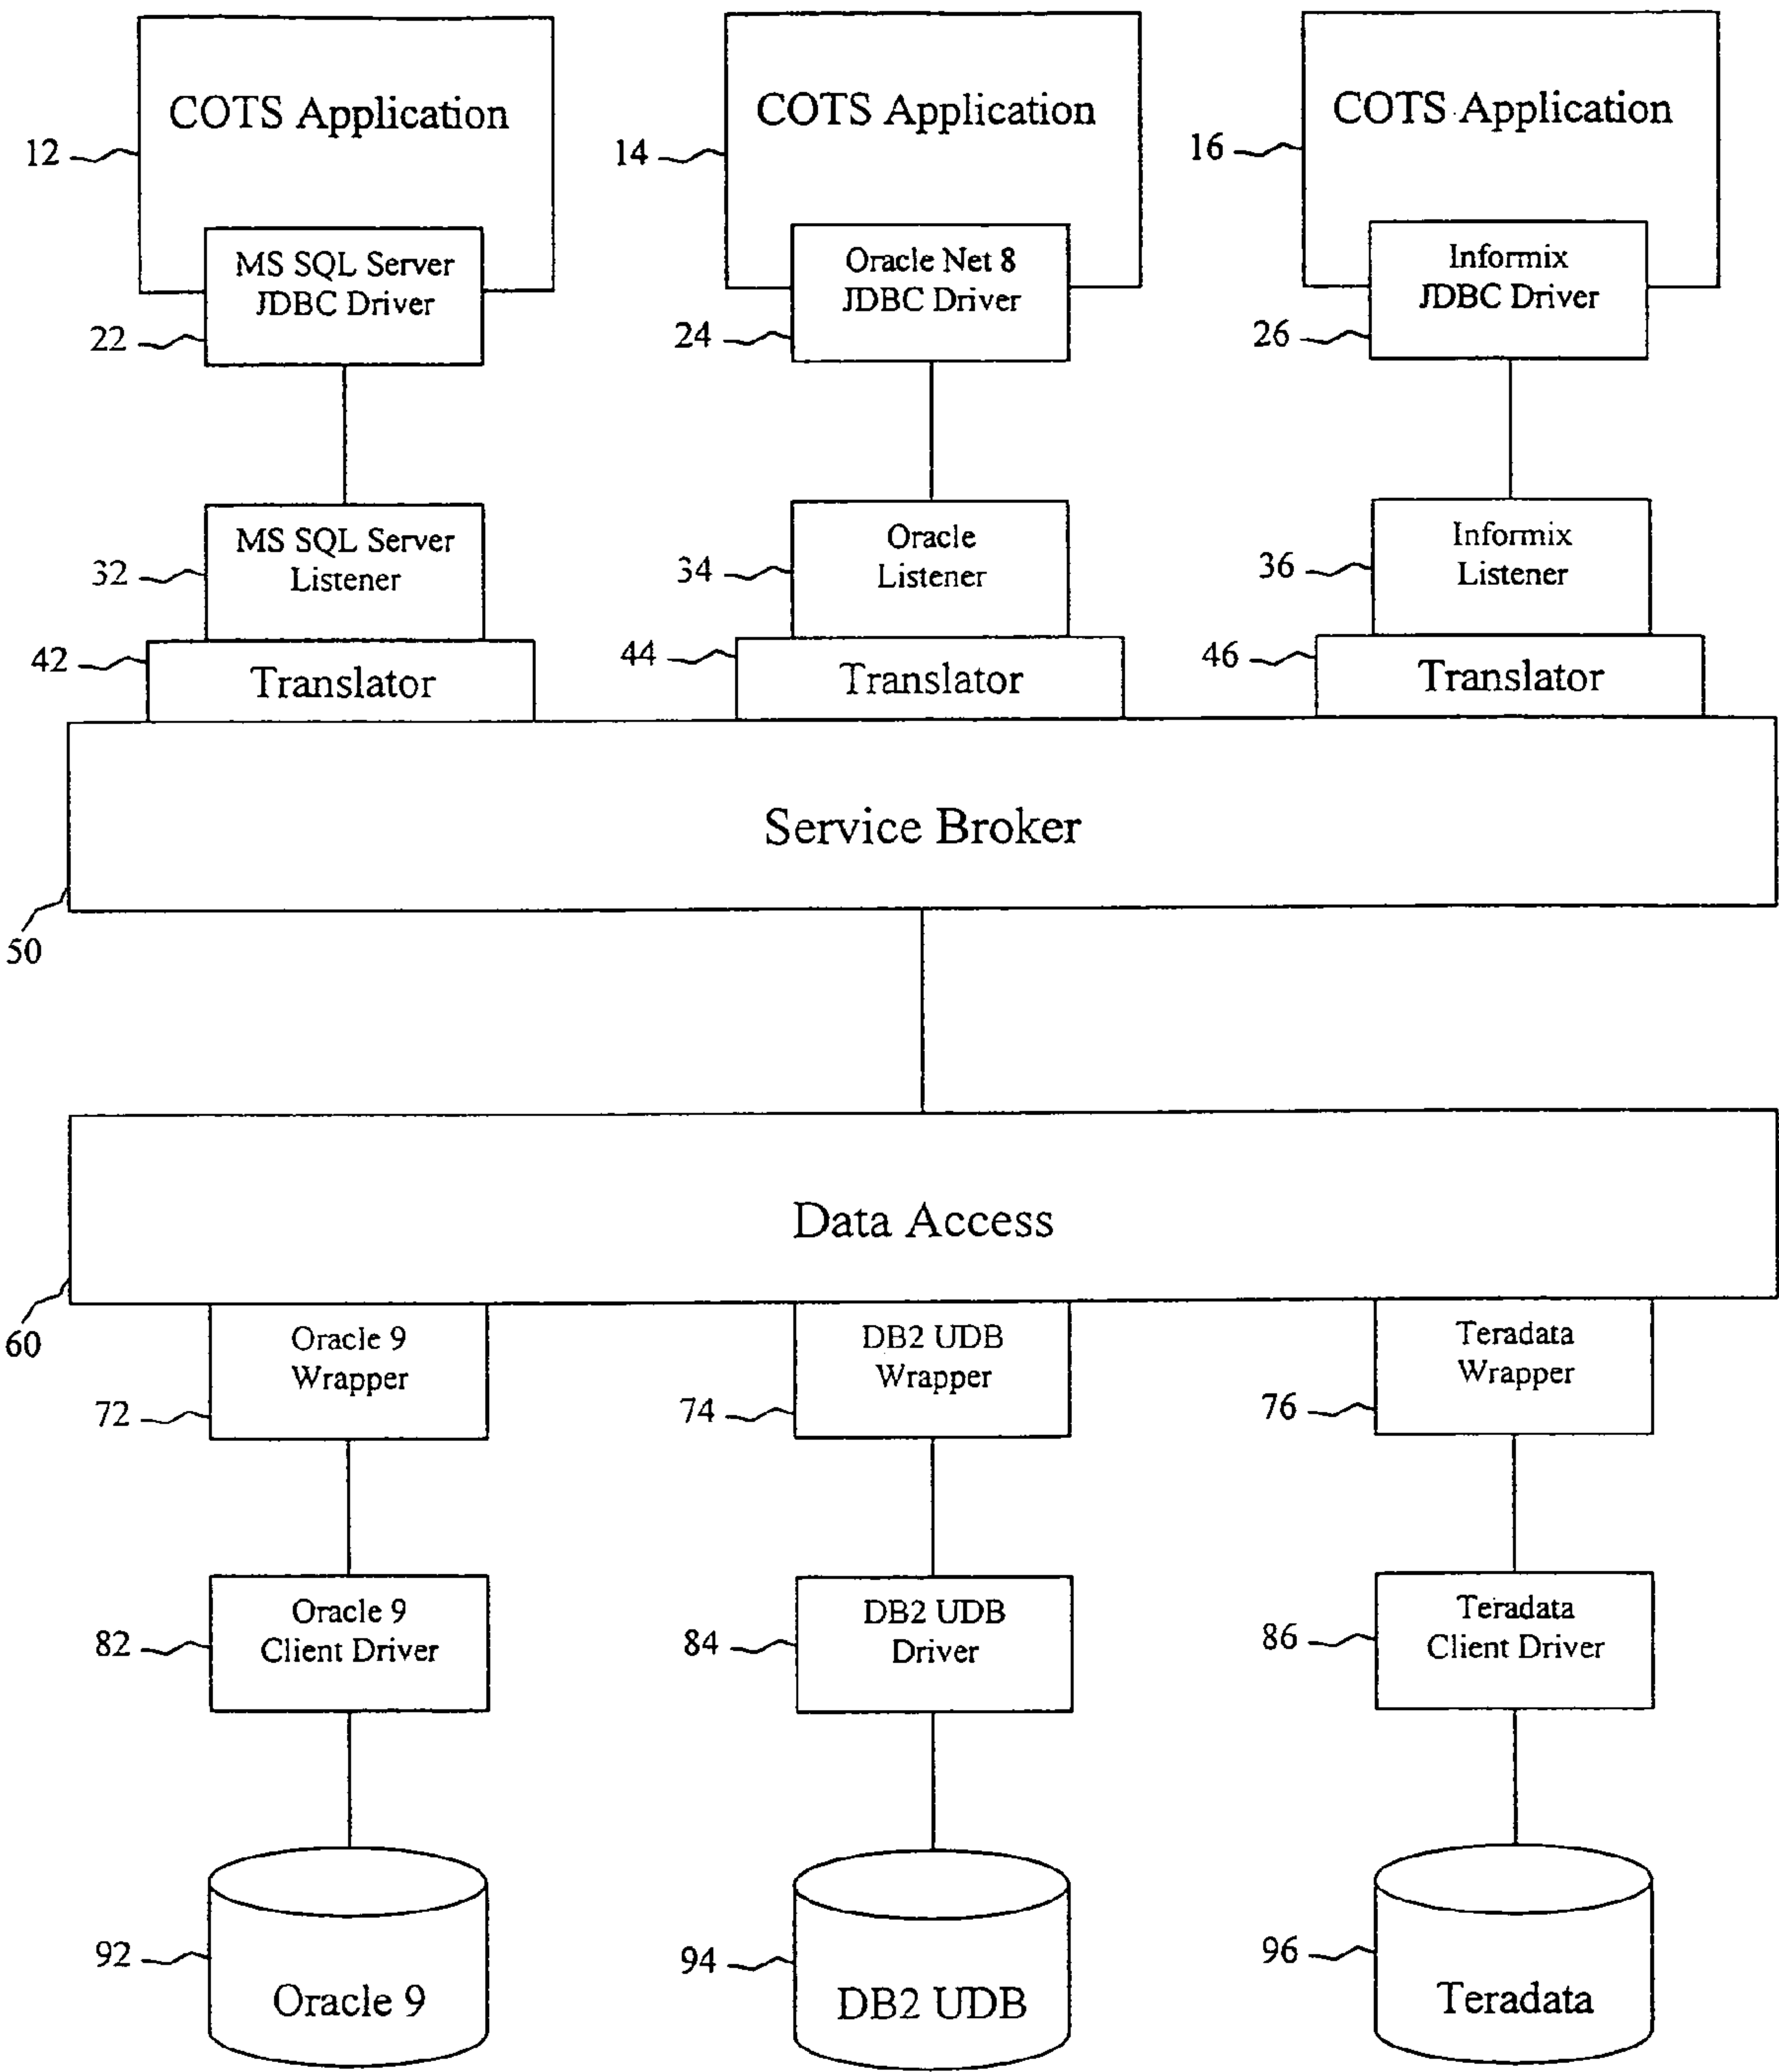 COTS Application
COTS Application
COTS Application
12
14
16
MS SQL Server
JDBC Driver
Oracle Net 8
JDBC Driver
Informix
JDBC Driver
22
24
26
MS SQL Server
Listener
Oracle
Listener
Informix
Listener
32
34
36
42
Translator
44
Translator
46
Translator
Service Broker
50
Data Access
60
Oracle 9
Wrapper
DB2 UDB
Wrapper
Teradata
Wrapper
72
74
76
Oracle 9
Client Driver
DB2 UDB
Driver
Teradata
Client Driver
82
84
86
92
94
96
Oracle 9
DB2 UDB
Teradata